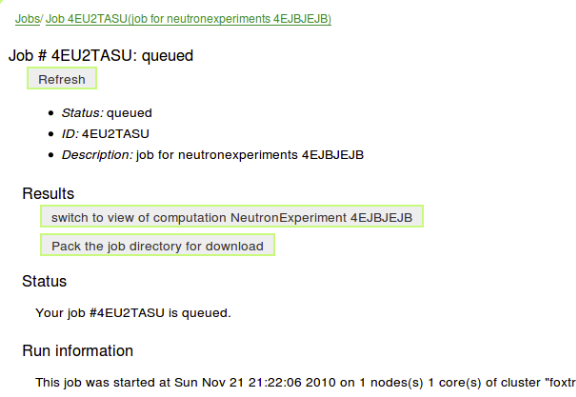 Jobs/ Job 4EU2TASU(job for neutronexperiments 4EJBJEJB)
Job # 4EU2TASU: queued
Refresh
• Status: queued
• ID: 4EU2TASU
• Description: job for neutronexperiments 4EJBJEJB
Results
switch to view of computation NeutronExperiment 4EJBJEJB
Pack the job directory for download
Status
Your job #4EU2TASU is queued.
Run information
This job was started at Sun Nov 21 21:22:06 2010 on 1 nodes(s) 1 core(s) of cluster "foxtr